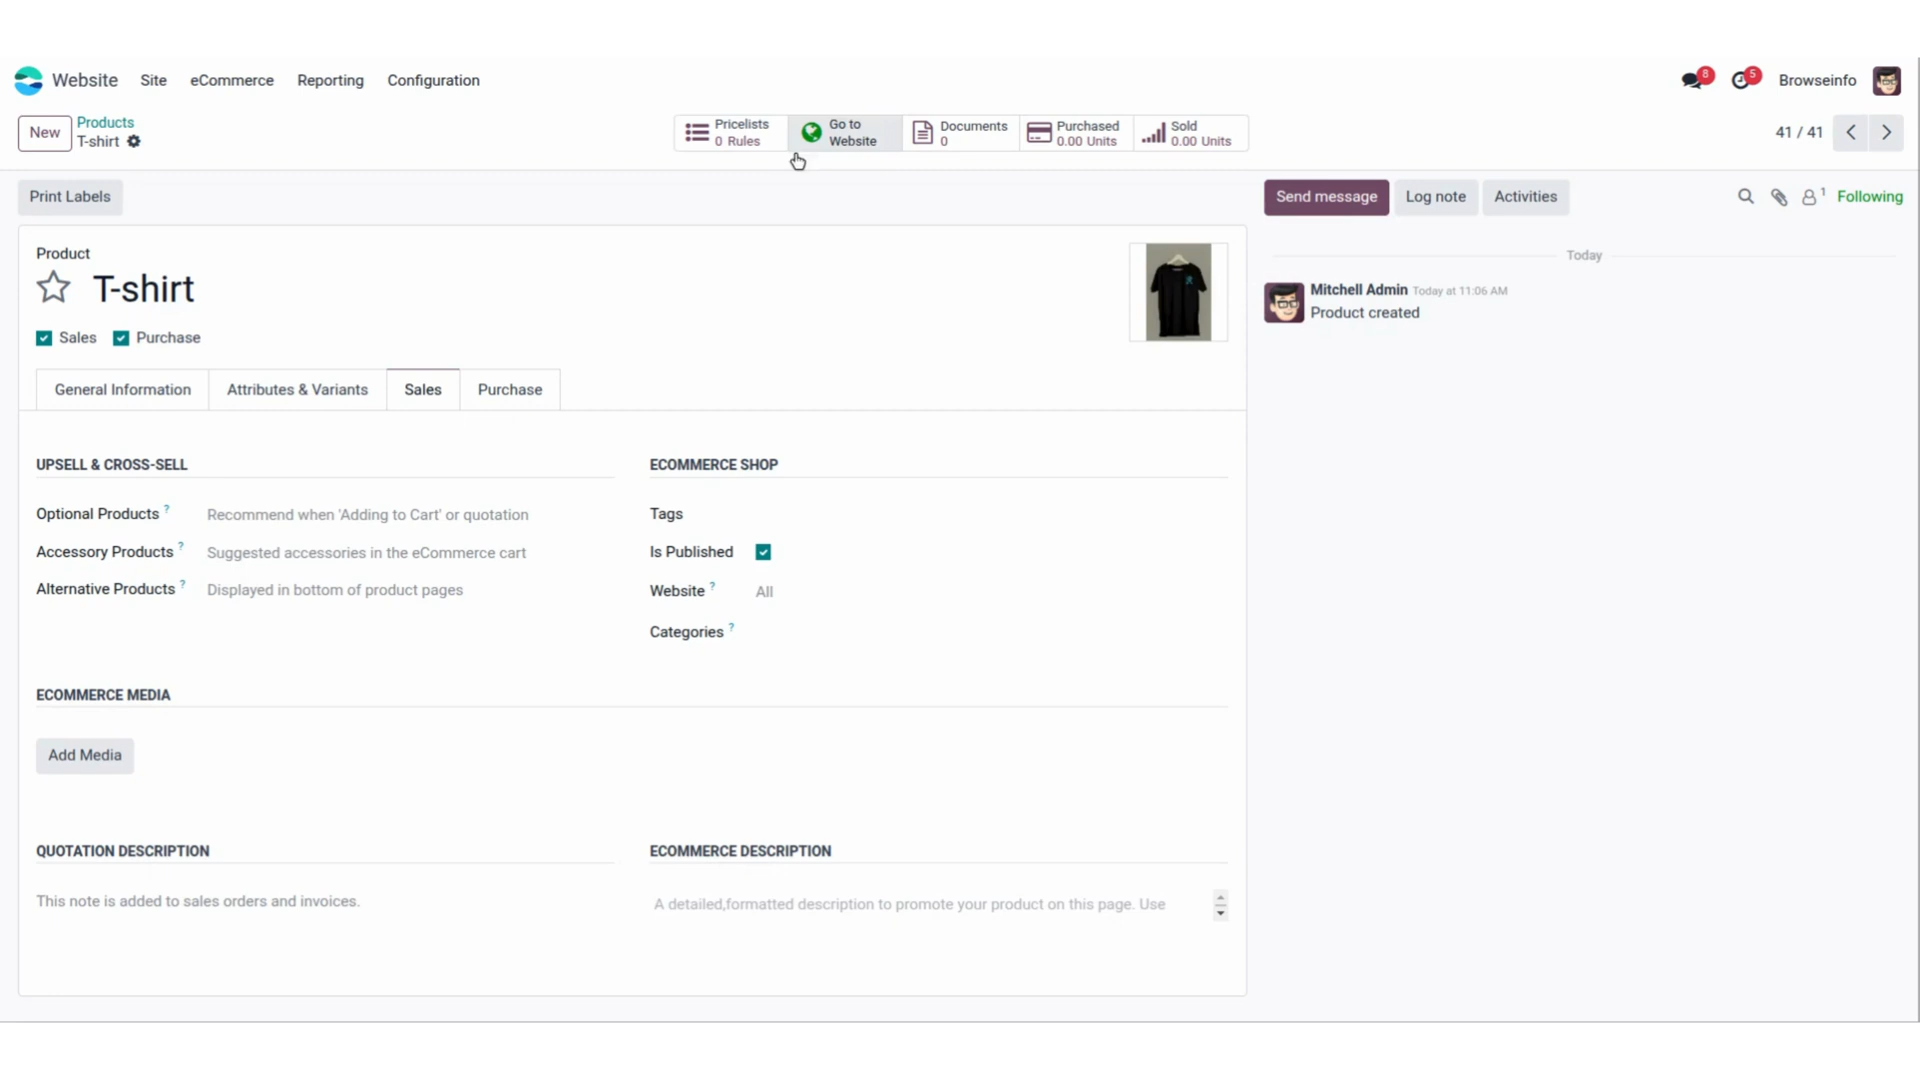 Website Site eCommerce Reporting Configuration
8 5 Browseinfo
New Products
T-shirt
Pricelists
0 Rules
Go to
Website
Documents
0
Purchased
0.00 Units
Sold
0.00 Units
41 / 41
Print Labels
Send message Log note Activities 1 Following
Product
T-shirt
Sales Purchase
General Information Attributes & Variants Sales Purchase
Today
Mitchell Admin Today at 11:06 AM
Product created
UPSELL & CROSS-SELL
Optional Products ? Recommend when 'Adding to Cart' or quotation
Accessory Products ? Suggested accessories in the eCommerce cart
Alternative Products ? Displayed in bottom of product pages
ECOMMERCE SHOP
Tags
Is Published
Website ? All
Categories ?
ECOMMERCE MEDIA
Add Media
QUOTATION DESCRIPTION
This note is added to sales orders and invoices.
ECOMMERCE DESCRIPTION
A detailed,formatted description to promote your product on this page. Use